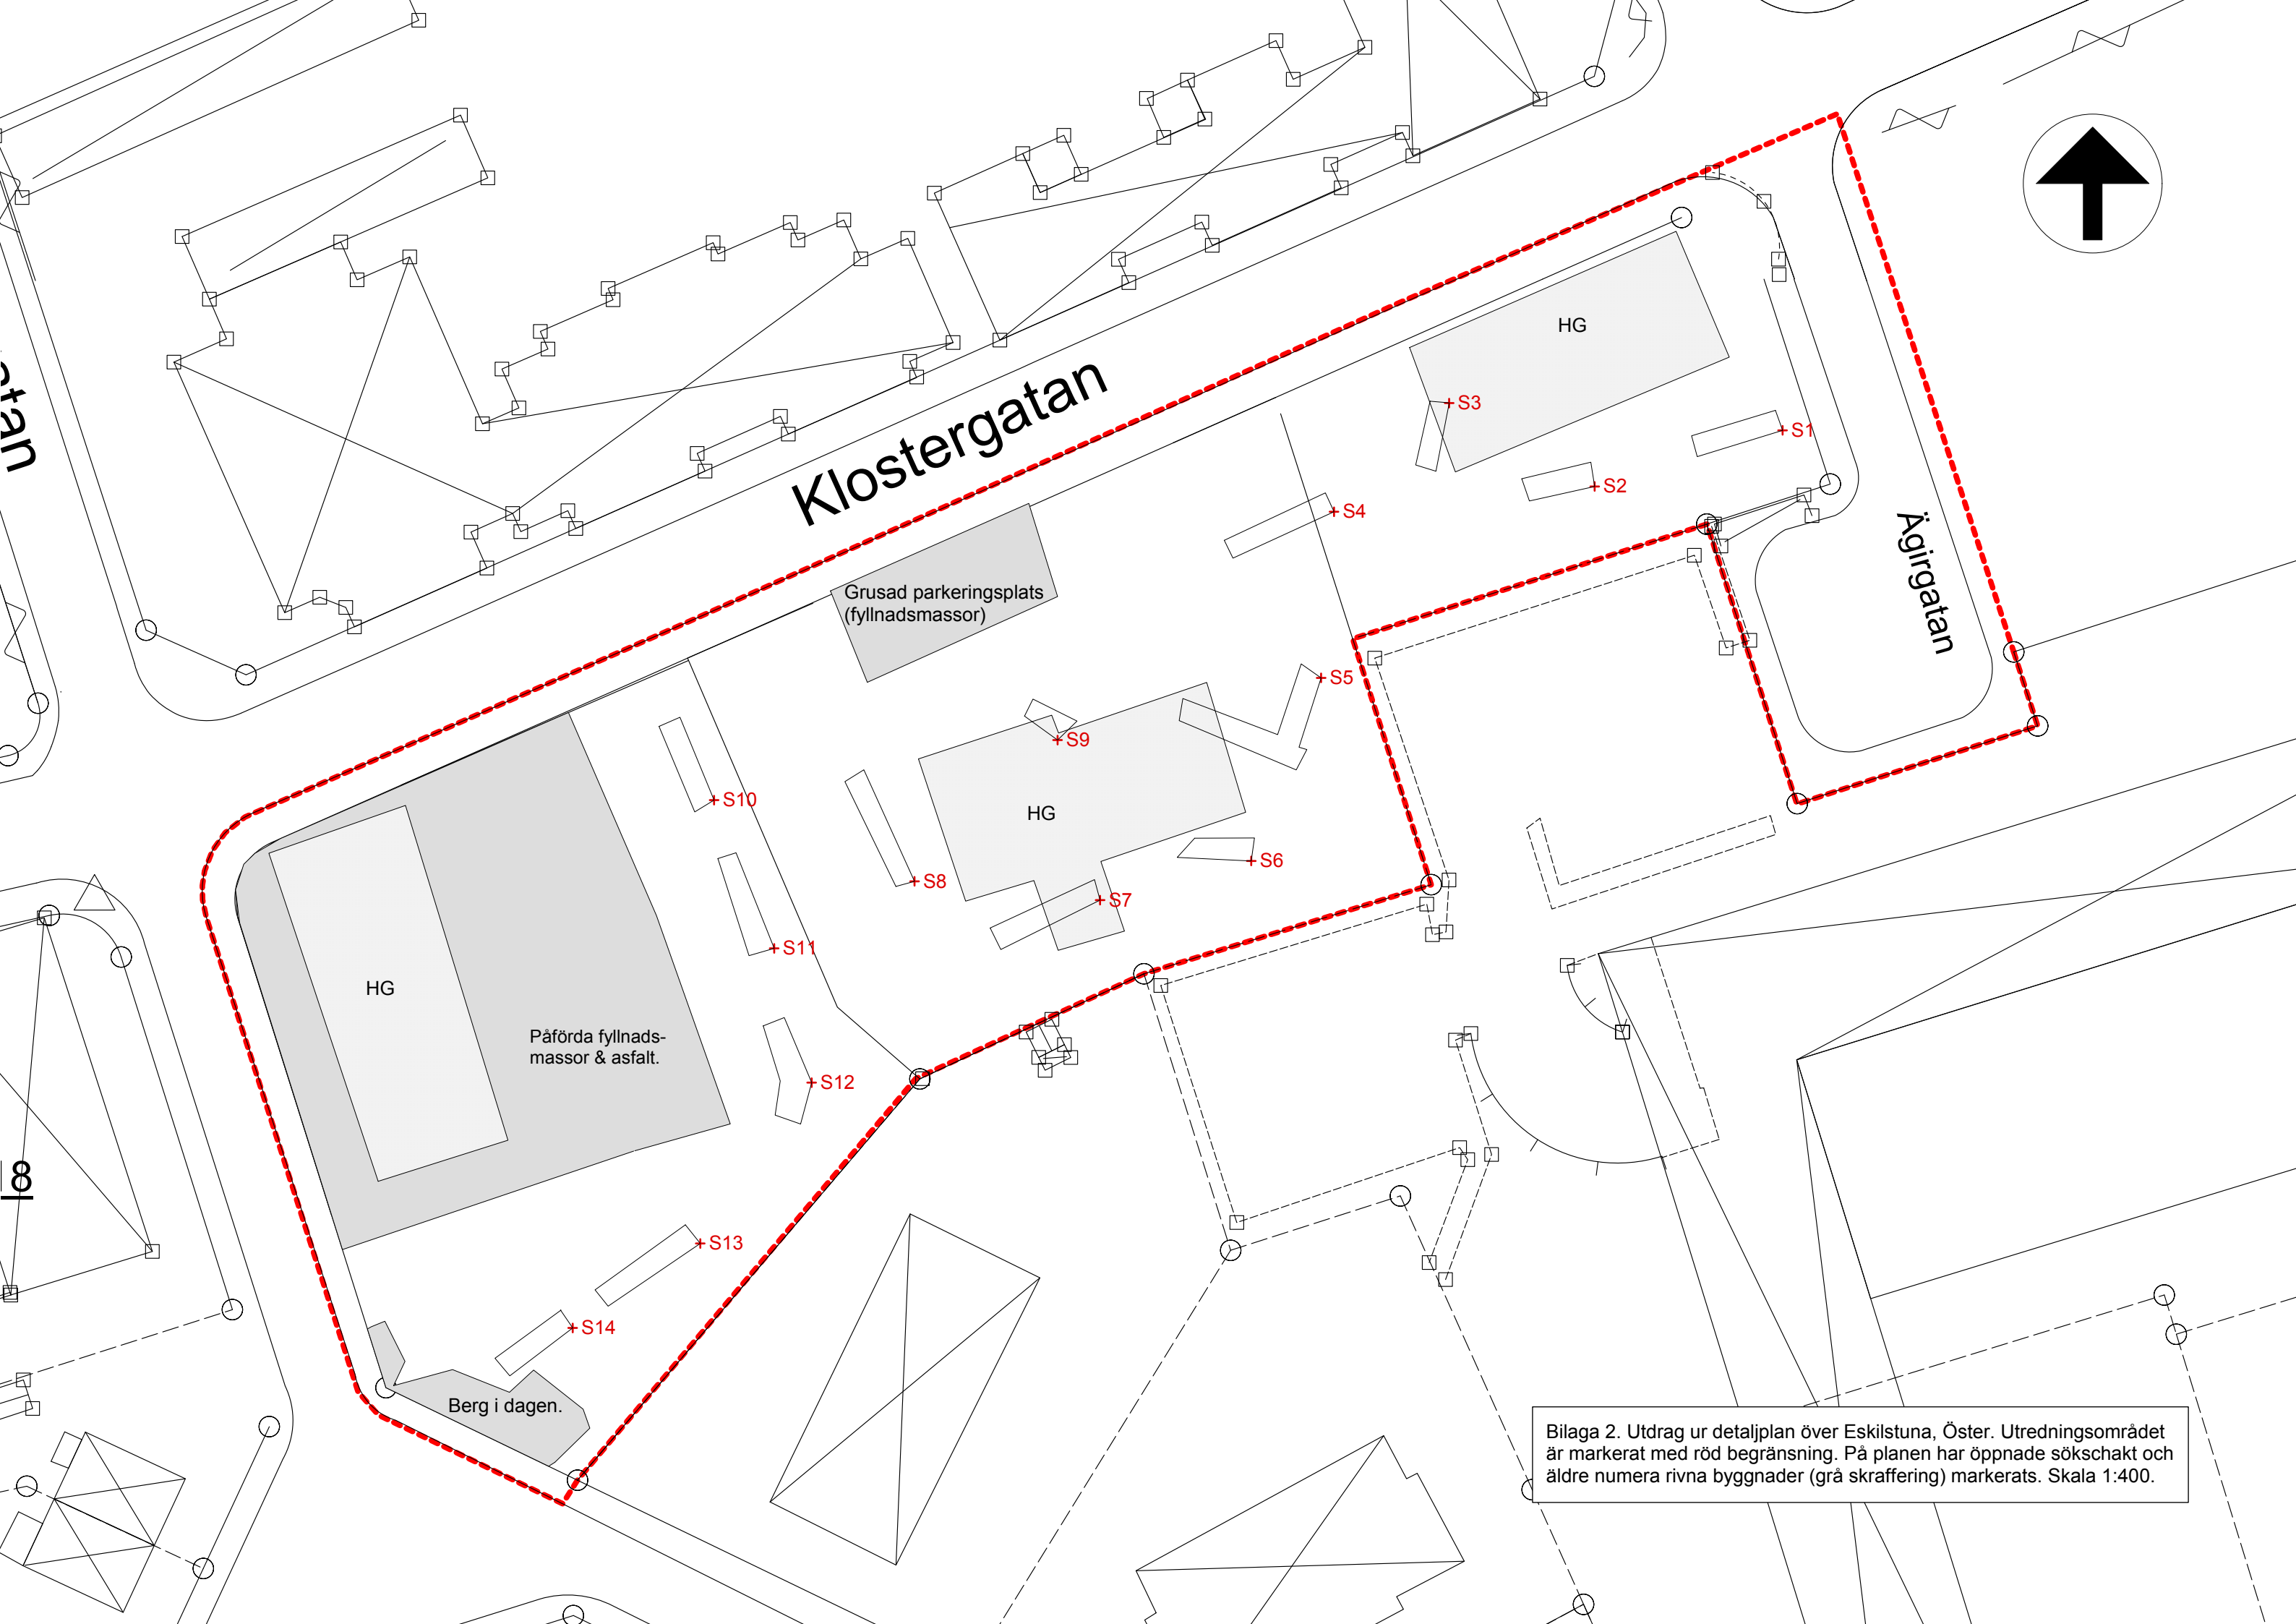 HG
S3
S1
S2
S4
Klostergatan
Ägirgatan
Grusad parkeringsplats
(fyllnadsmassor)
S5
S9
S10
HG
S6
S8
S7
S11
HG
Påförda fyllnads-
massor & asfalt.
S12
8
S13
S14
Berg i dagen.
Bilaga 2. Utdrag ur detaljplan över Eskilstuna, Öster. Utredningsområdet
är markerat med röd begränsning. På planen har öppnade sökschakt och
äldre numera rivna byggnader (grå skraffering) markerats. Skala 1:400.